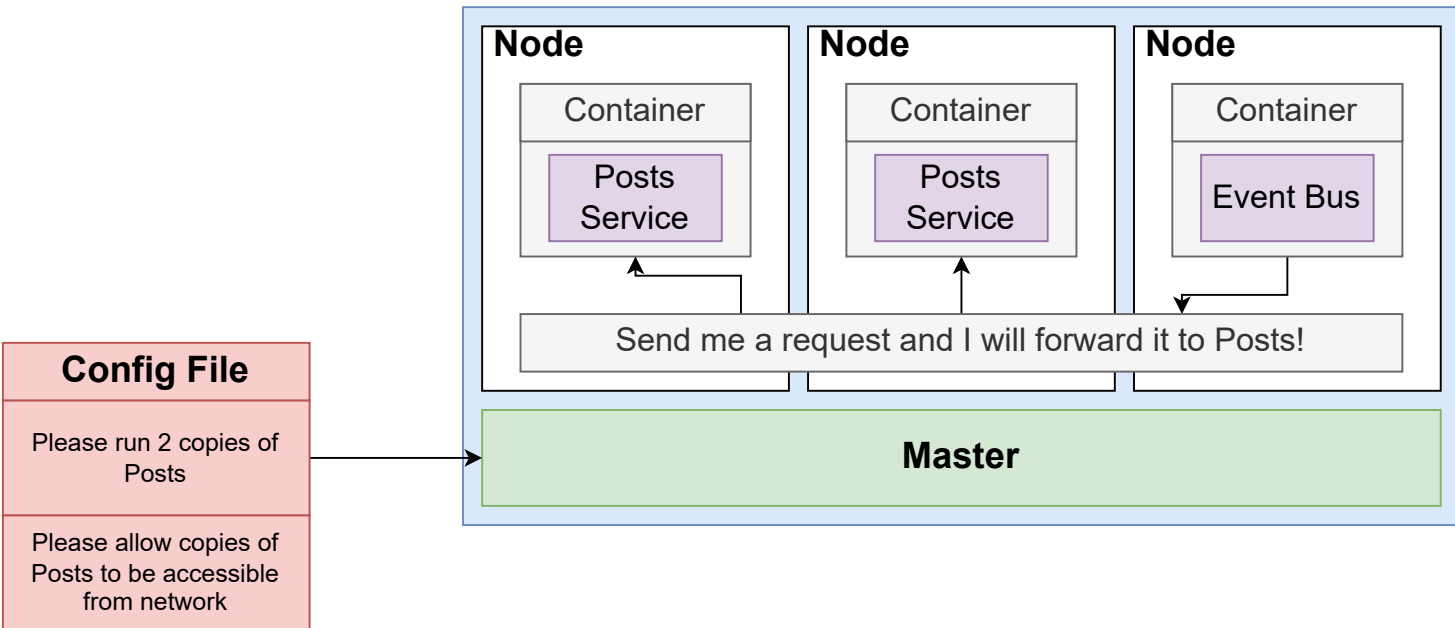 Node
Node
Node
Container
Container
Container
Posts
Service
Posts
Service
Event Bus
Send me a request and I will forward it to Posts!
Config File
Please run 2 copies of
Posts
Please allow copies of
Posts to be accessible
from network
Master